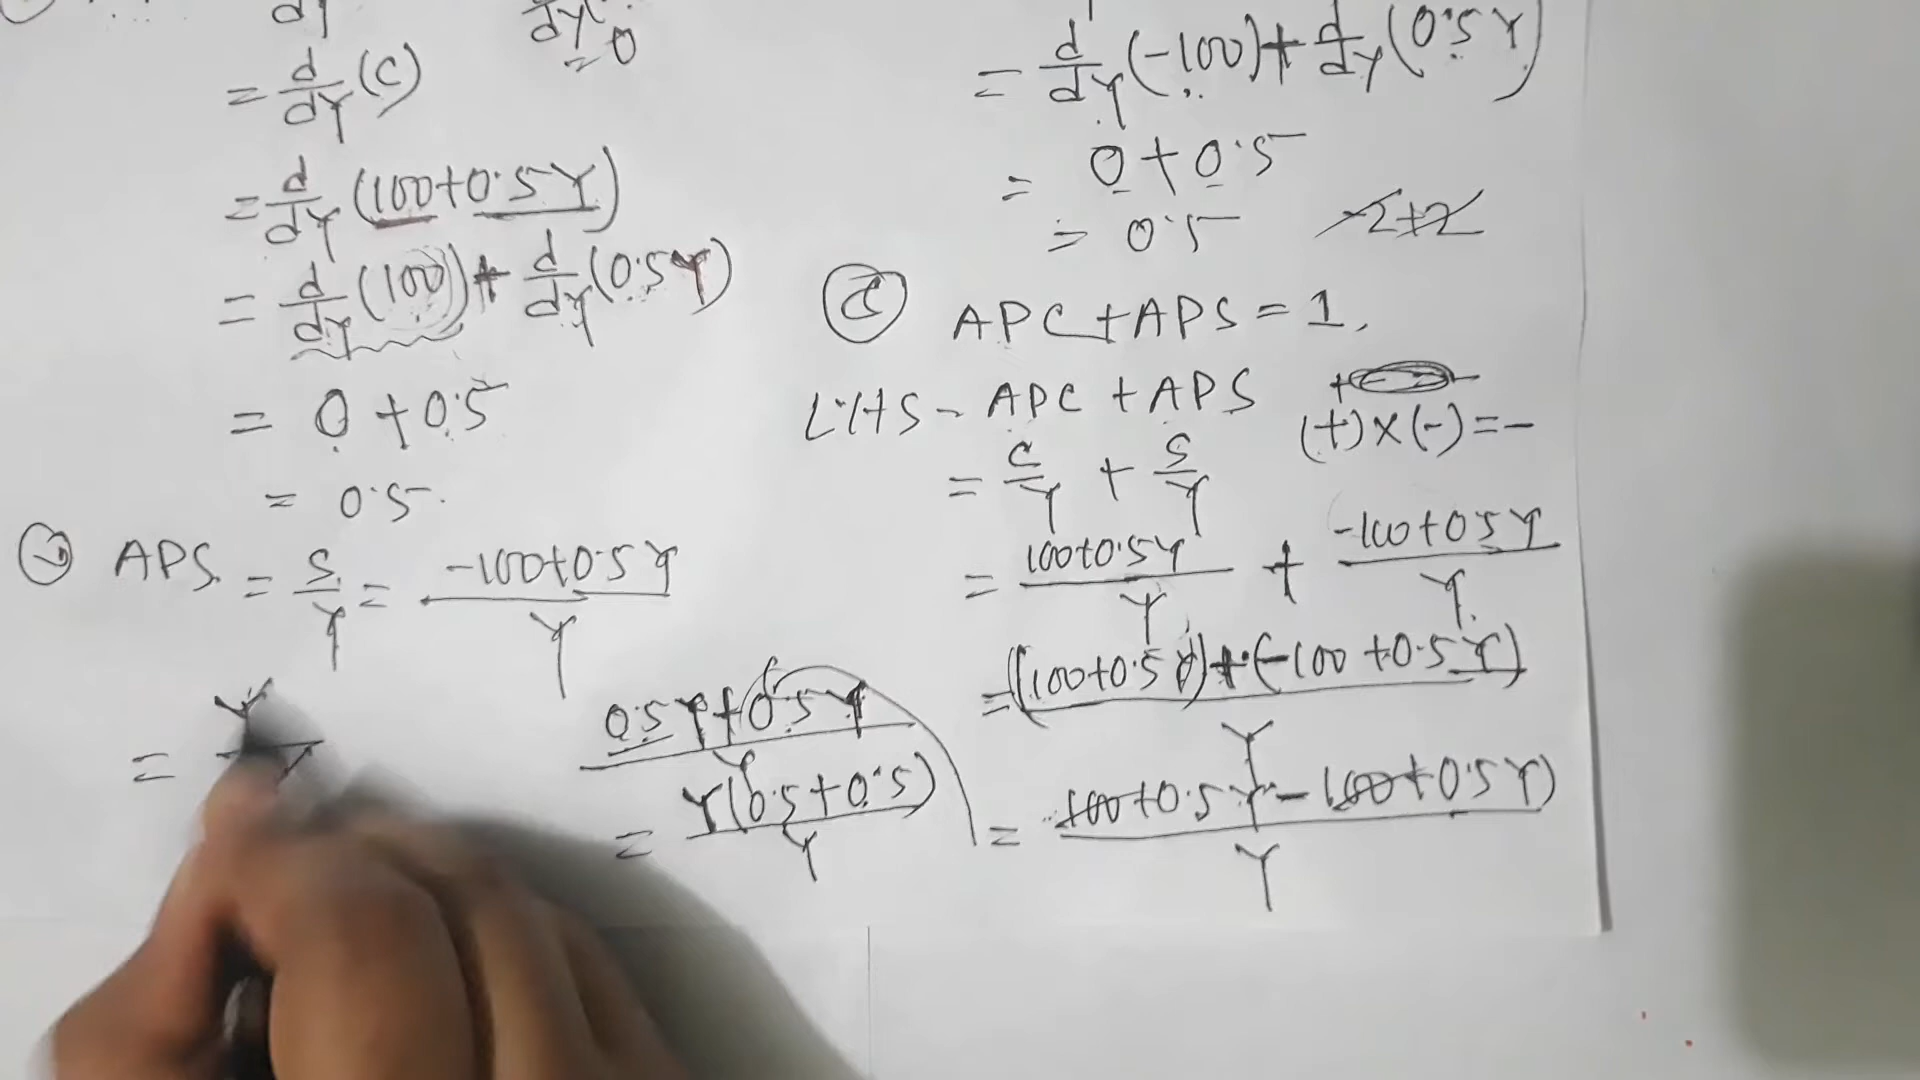 dy dy
= 0
= d/dY (C)
= d/dY (100+0.5Y)
= d/dY (100) + d/dY (0.5Y)
= 0 + 0.5
= 0.5.
APS. = S/Y = -100+0.5Y / Y
= Y
= d/dY (-100) + d/dY (0.5Y)
= 0 + 0.5
= 0.5
-2+2
APC + APS = 1.
LHS - APC + APS
(+) × (-) = -
= C/Y + S/Y
= 100+0.5Y / Y + -100+0.5Y / Y
= (100+0.5Y)+(-100+0.5Y) / Y
= 100+0.5Y-100+0.5Y) / Y
0.5Y+0.5Y / Y
= Y(0.5+0.5) / Y